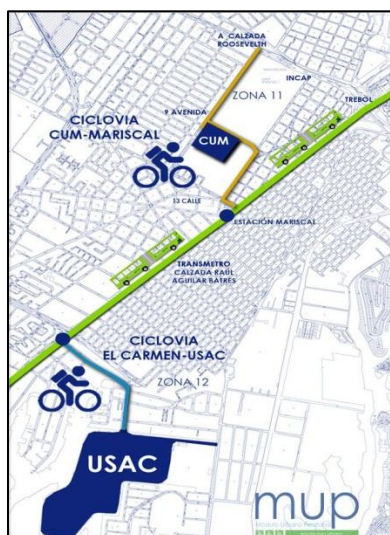 A CALZADA
ROOSEVELTH
INCAP
ZONA 11
TREBOL
9 AVENIDA
CICLOVIA
CUM-MARISCAL
CUM
13 CALLE
ESTACIÓN MARISCAL
TRANSMETRO
CALZADA RAÚL
AGUILAR BATRES
CICLOVIA
EL CARMEN-USAC
ZONA 12
USAC
mup